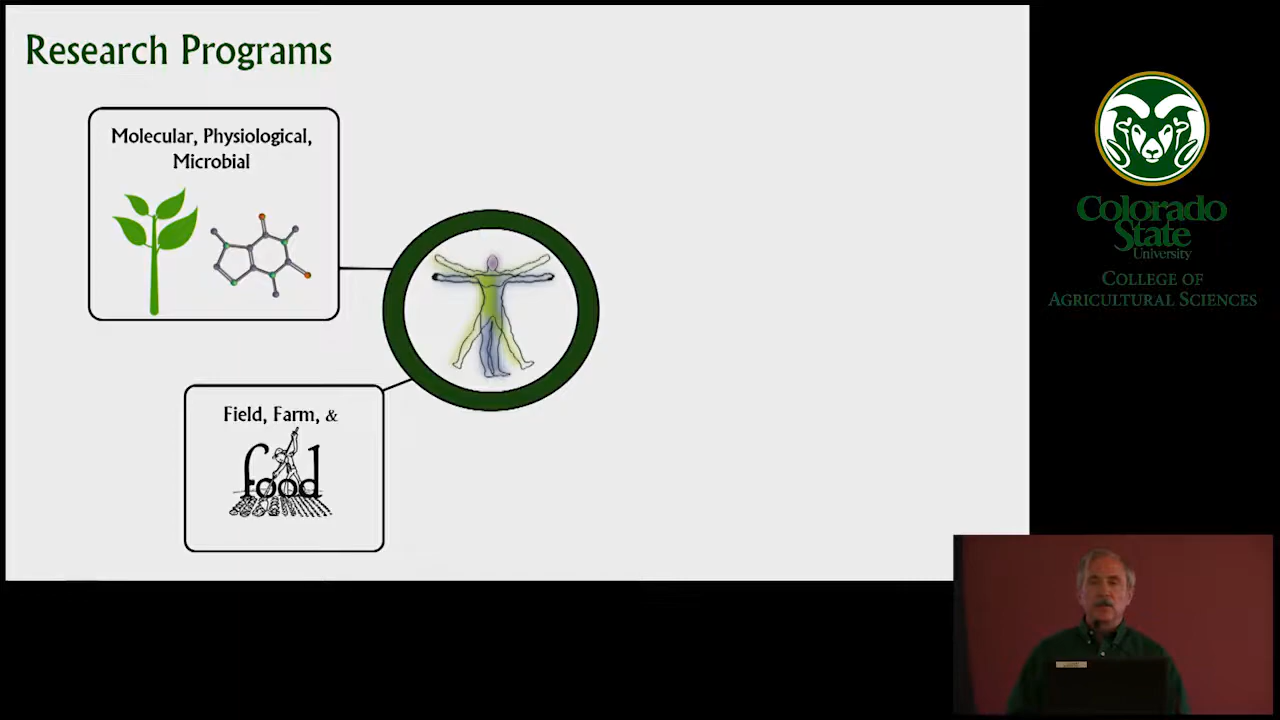 Research Programs
Molecular, Physiological,
Microbial
Field, Farm, &
food
Colorado
State
University
COLLEGE OF
AGRICULTURAL SCIENCES